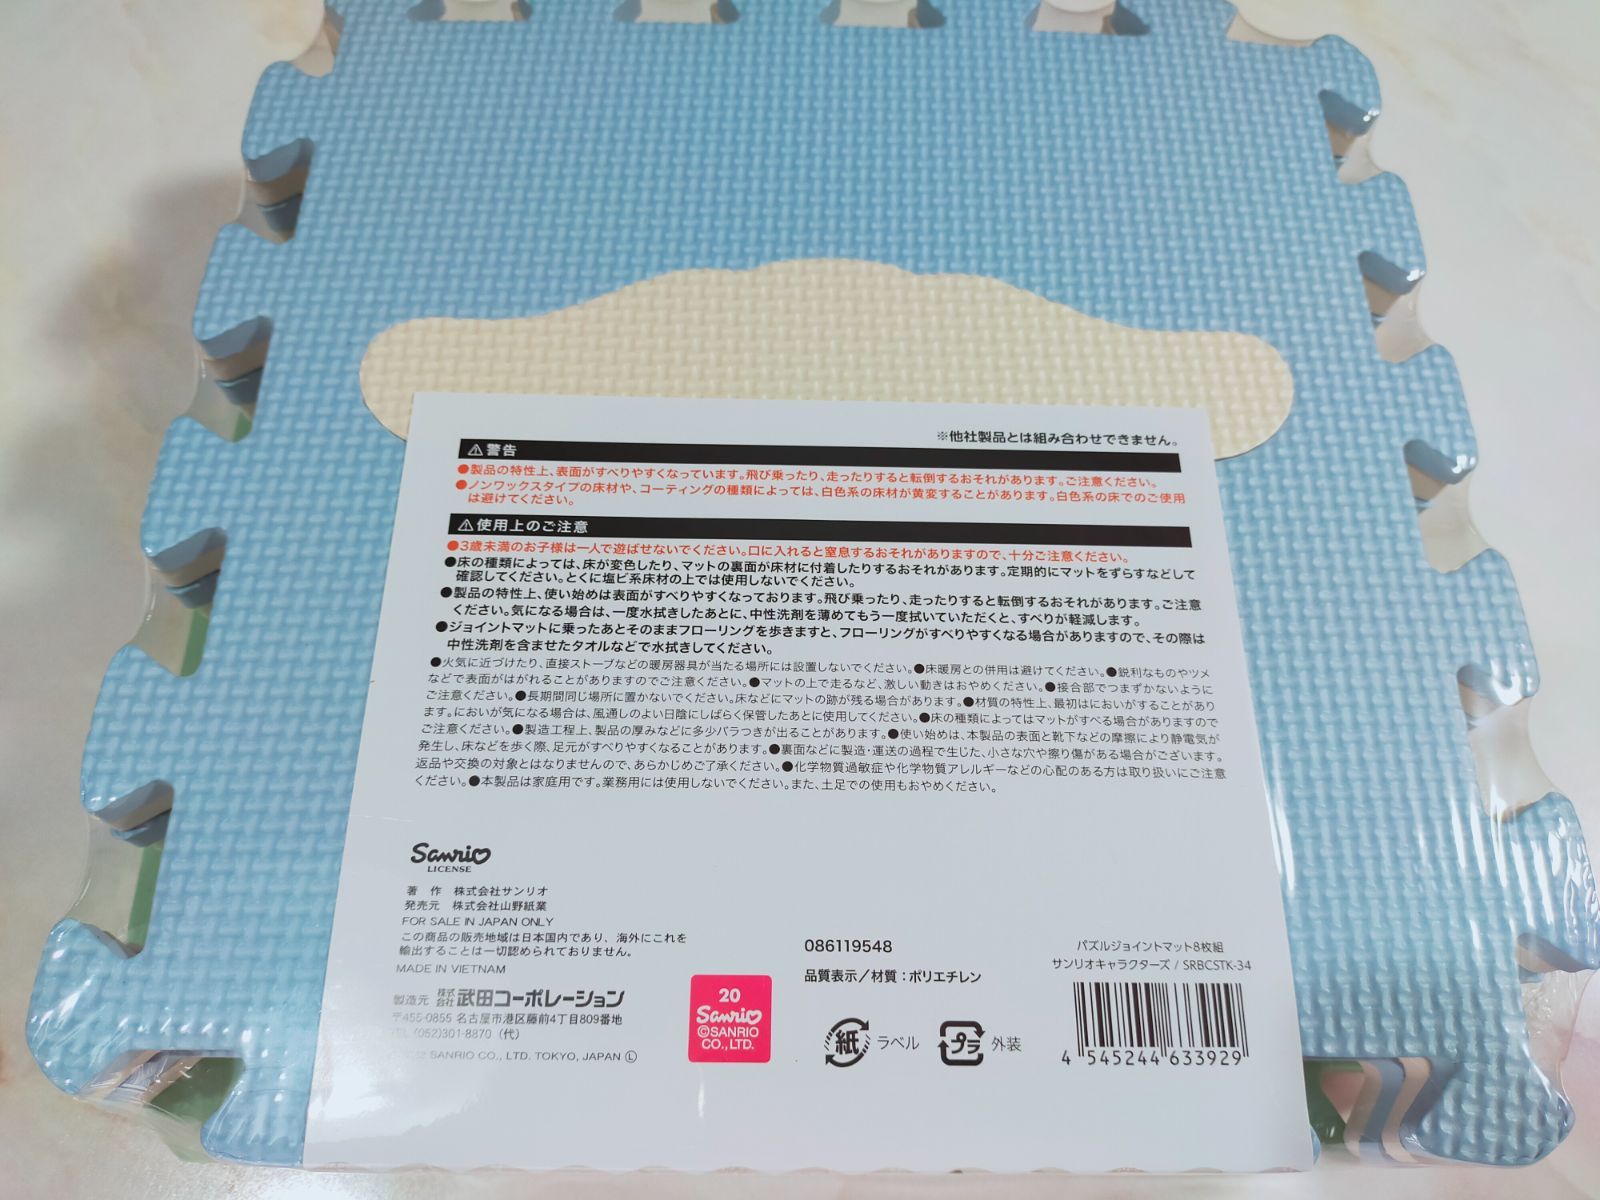 ※他社製品とは組み合わせできません。
⚠警告
●製品の特性上、表面がすべりやすくなっています。飛び乗ったり、走ったりすると転倒するおそれがあります。ご注意ください。
●ノンワックスタイプの床材や、コーティングの種類によっては、白色系の床材が黄変することがあります。白色系の床でのご使用
は避けてください。
⚠使用上のご注意
●3歳未満のお子様は一人で遊ばせないでください。口に入れると窒息するおそれがありますので、十分ご注意ください。
●床の種類によっては、床が変色したり、マットの裏面が床材に付着したりするおそれがあります。定期的にマットをずらすなどして
確認してください。とくに塩ビ系床材の上では使用しないでください。
●製品の特性上、使い始めは表面がすべりやすくなっております。飛び乗ったり、走ったりすると転倒するおそれがあります。ご注意
ください。気になる場合は、一度水拭きしたあとに、中性洗剤を薄めてもう一度拭いていただくと、すべりが軽減します。
●ジョイントマットに乗ったあとそのままフローリングを歩きますと、フローリングがすべりやすくなる場合がありますので、その際は
中性洗剤を含ませたタオルなどで水拭きしてください。
●火気に近づけたり、直接ストーブなどの暖房器具が当たる場所には設置しないでください。●床暖房との併用は避けてください。●鋭利なものやツメ
などで表面がはがれることがありますのでご注意ください。●マットの上で走るなど、激しい動きはおやめください。●接合部でつまずかないように
ご注意ください。●長期間同じ場所に置かないでください。床などにマットの跡が残る場合があります。●材質の特性上、最初はにおいがすることがあり
ます。においが気になる場合は、風通しのよい日陰にしばらく保管したあとに使用してください。●床の種類によってはマットがすべる場合がありますので
ご注意ください。●製造工程上、製品の厚みなどに多少バラつきが出ることがあります。●使い始めは、本製品の表面と靴下などの摩擦により静電気が
発生し、床などを歩く際、足元がすべりやすくなることがあります。●裏面などに製造・運送の過程で生じた、小さな穴や擦り傷がある場合がございます。
返品や交換の対象とはなりませんので、あらかじめご了承ください。●化学物質過敏症や化学物質アレルギーなどの心配のある方は取り扱いにご注意
ください。●本製品は家庭用です。業務用には使用しないでください。また、土足での使用もおやめください。
Sanrio
LICENSE
著 作 株式会社サンリオ
発売元 株式会社山野紙業
FOR SALE IN JAPAN ONLY
この商品の販売地域は日本国内であり、海外にこれを
輸出することは一切認められておりません。
MADE IN VIETNAM
製造元 株式会社 武田コーポレーション
〒455-0855 名古屋市港区藤前4丁目809番地
TEL (052)301-8870 (代)
SANRIO CO., LTD. TOKYO, JAPAN Ⓛ
20
Sanrio
©SANRIO
CO., LTD.
086119548
品質表示／材質：ポリエチレン
紙 ラベル
プラ 外装
パズルジョイントマット8枚組
サンリオキャラクターズ / SRBCSTK-34
4 545244 633929